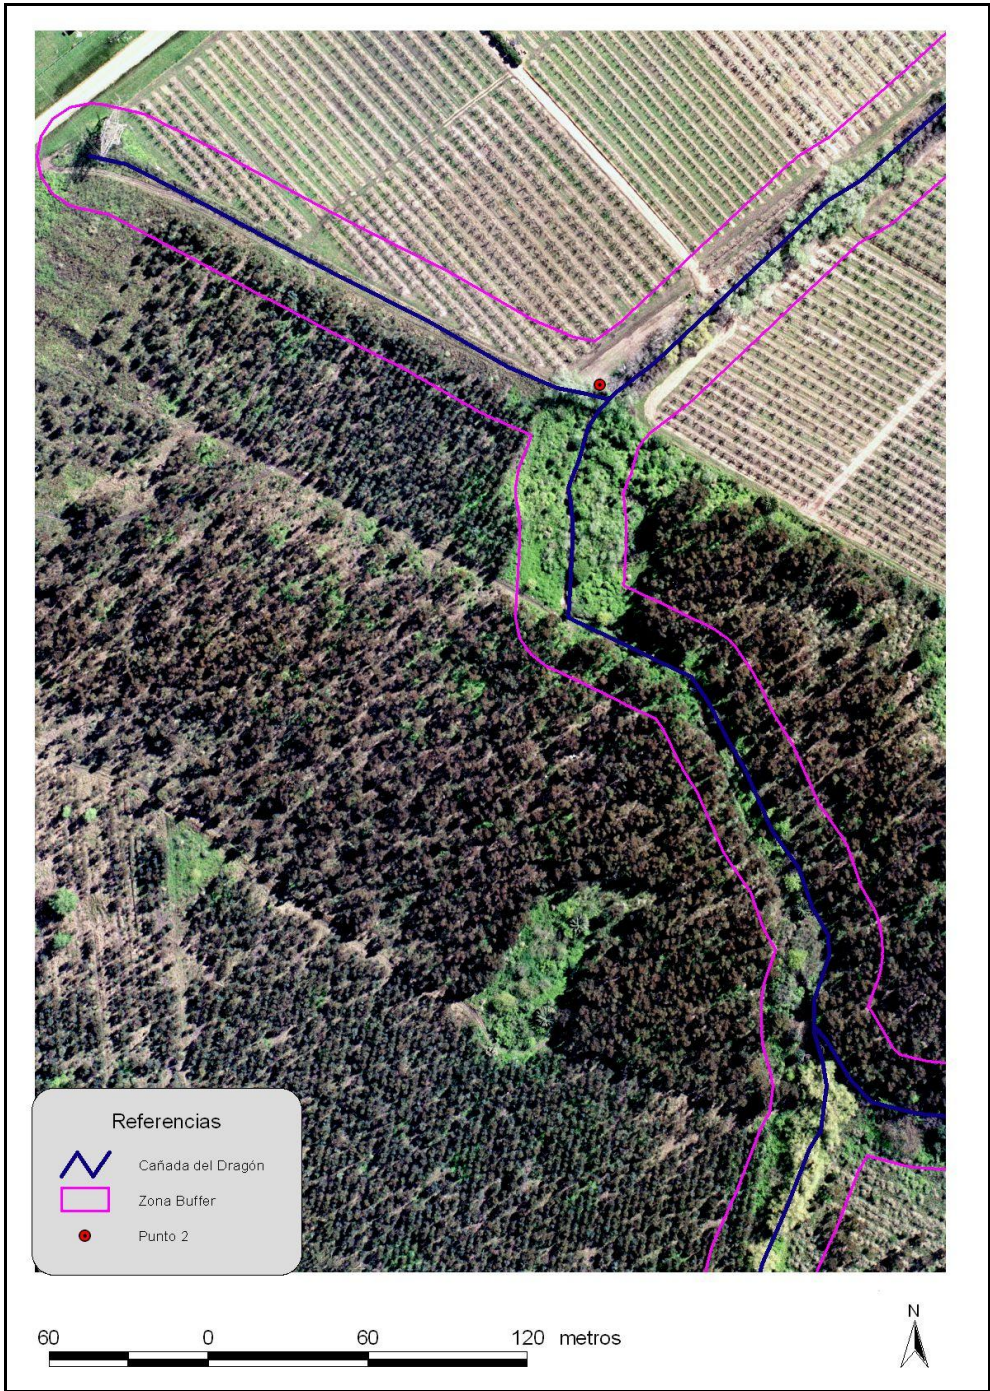 Referencias
Cañada del Dragón
Zona Buffer
Punto 2
60 0 60 120 metros
N